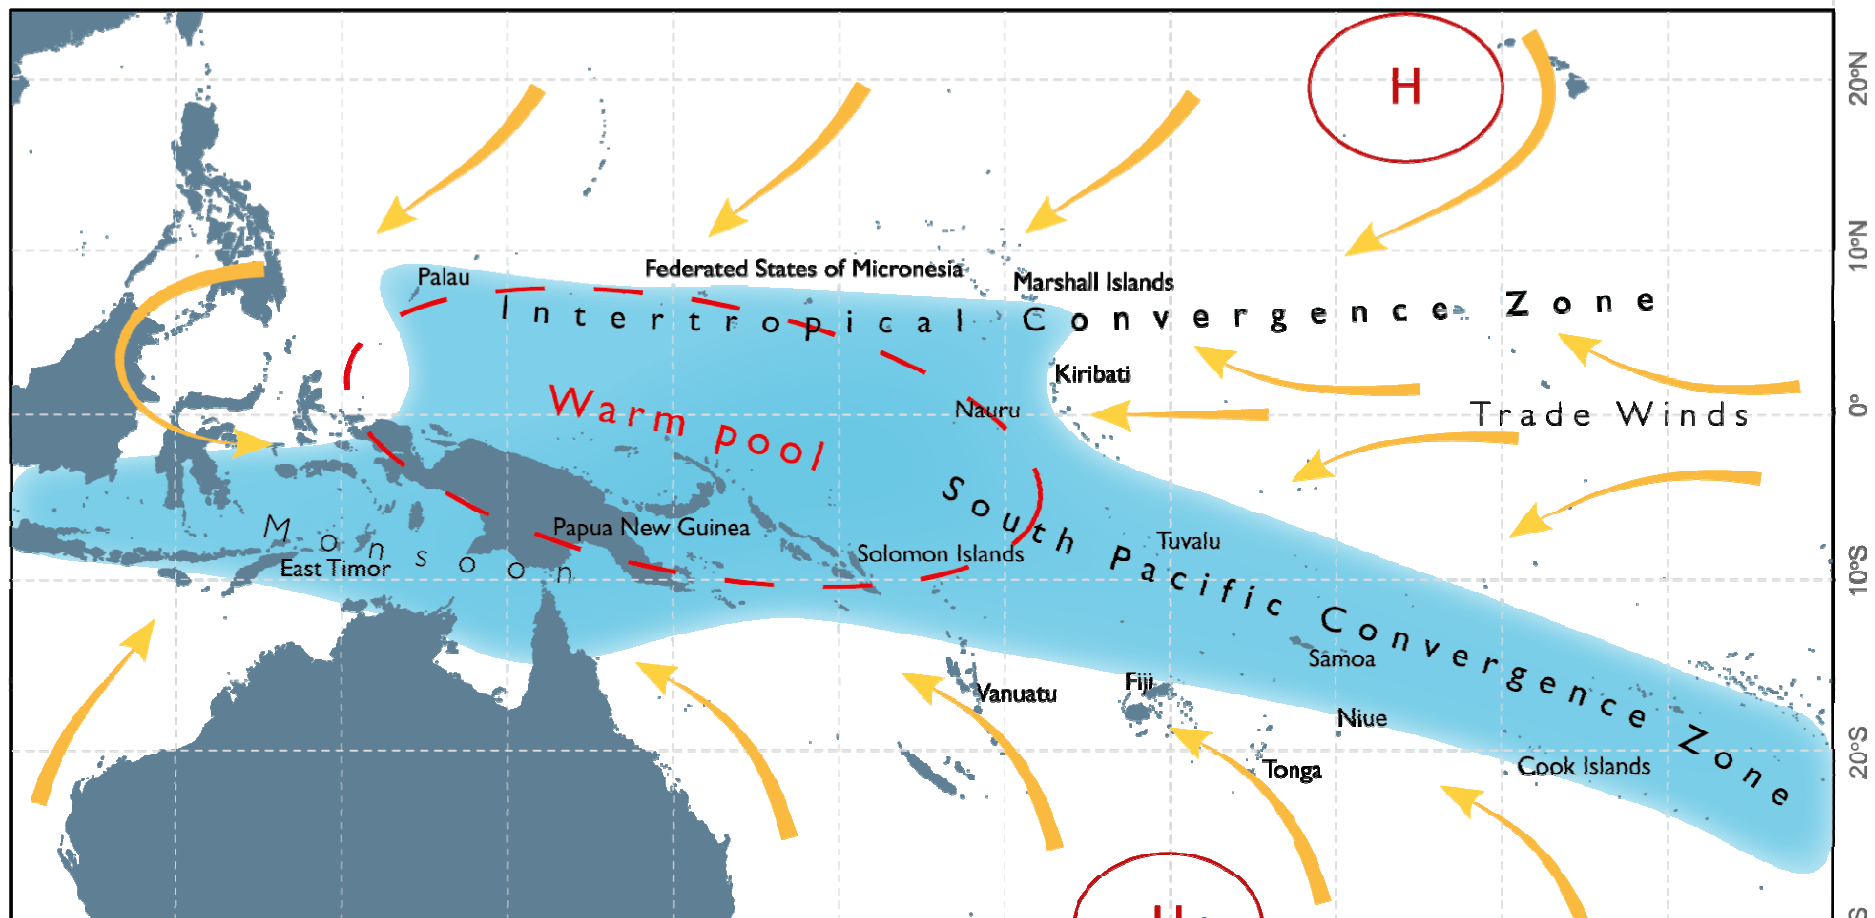 H
20°N
10°N
Palau
Federated States of Micronesia
Marshall Islands
Intertropical Convergence Zone
Kiribati
Warm pool
Nauru
Trade Winds
0°
South Pacific Convergence Zone
Monsoon
Papua New Guinea
East Timor
Solomon Islands
Tuvalu
10°S
Samoa
Vanuatu
Fiji
Niue
Tonga
Cook Islands
20°S